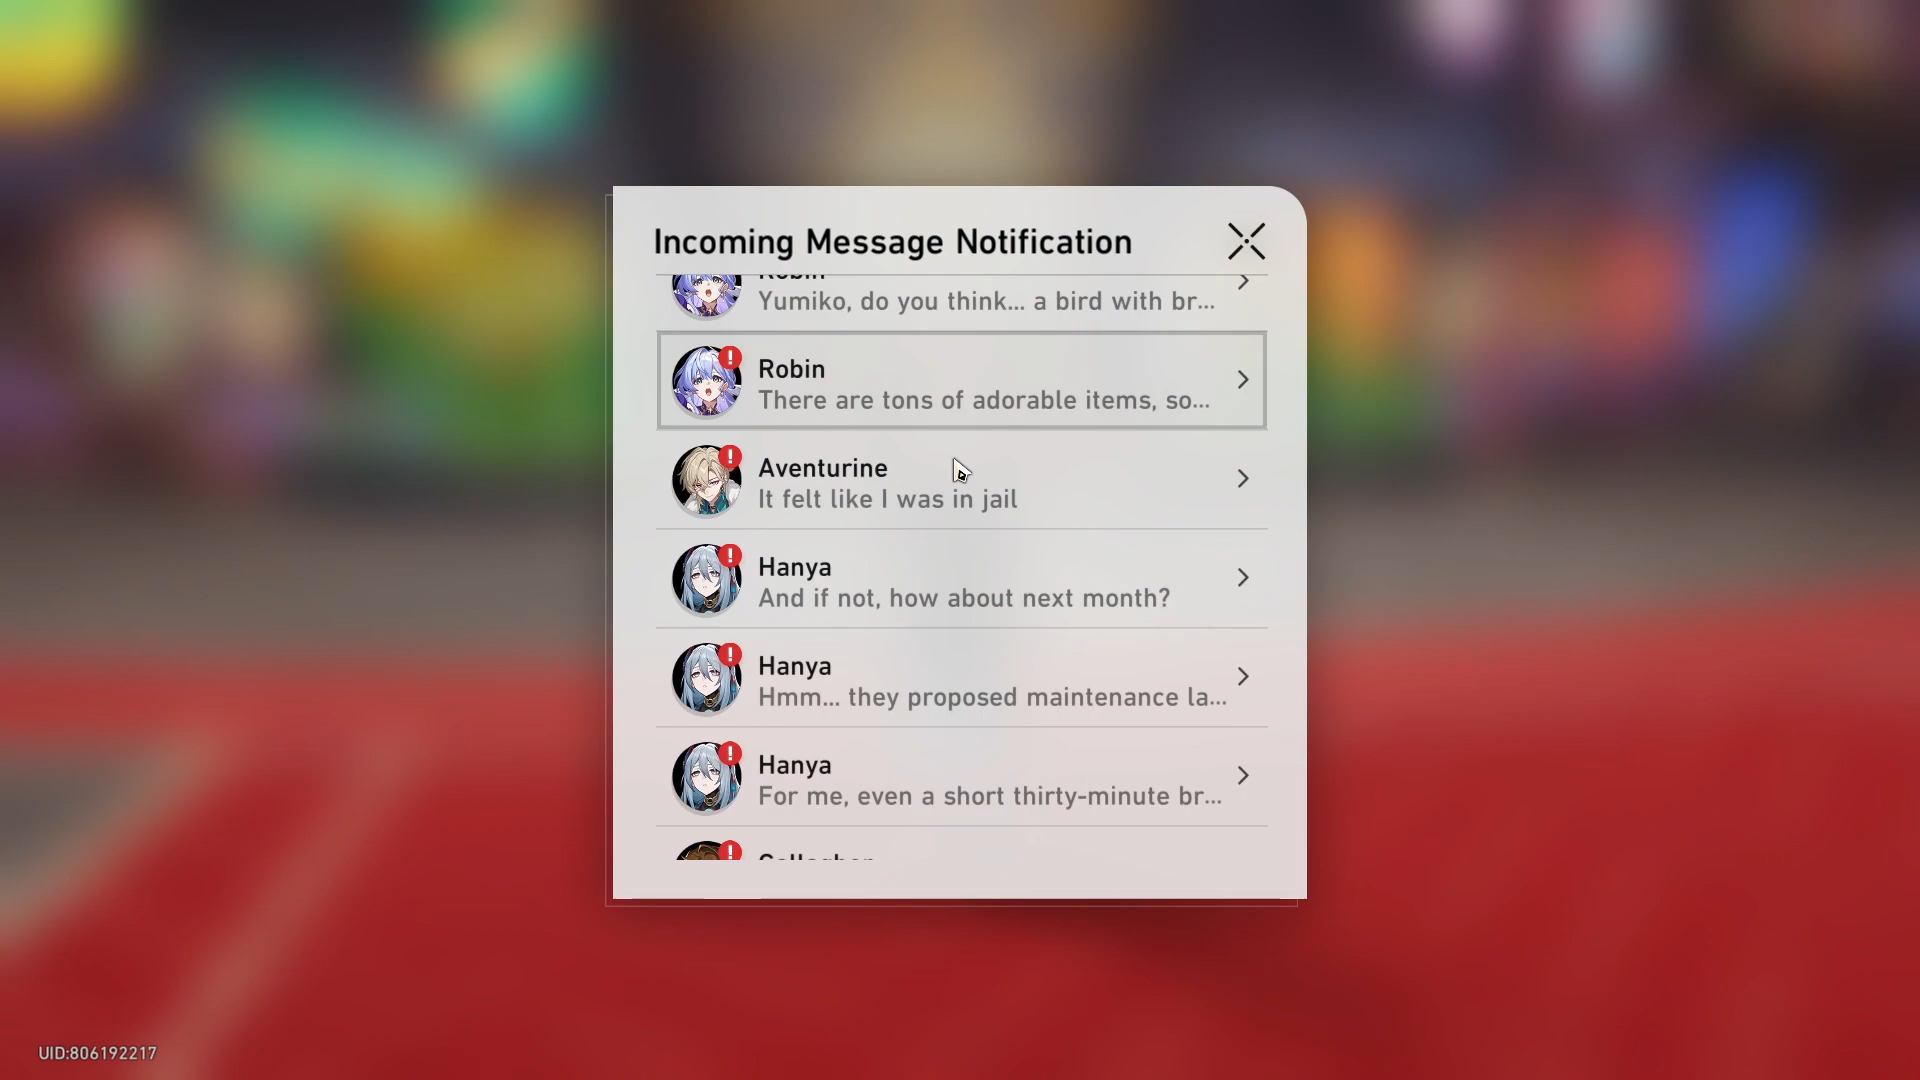 Incoming Message Notification
Robin
Yumiko, do you think... a bird with br...
Robin
There are tons of adorable items, so...
Aventurine
It felt like I was in jail
Hanya
And if not, how about next month?
Hanya
Hmm... they proposed maintenance la...
Hanya
For me, even a short thirty-minute br...
Gallagher
UID:806192217